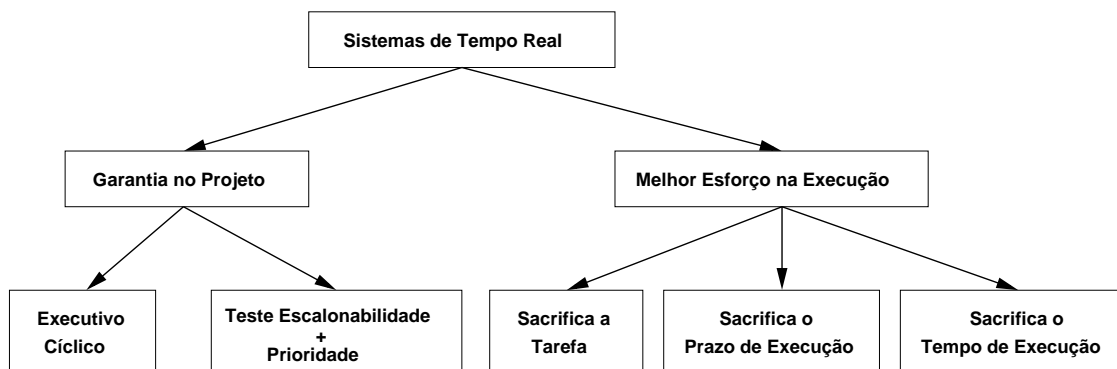 Sistemas de Tempo Real
Garantia no Projeto
Melhor Esforço na Execução
Executivo
Cíclico
Teste Escalonabilidade
+
Prioridade
Sacrifica a
Tarefa
Sacrifica o
Prazo de Execução
Sacrifica o
Tempo de Execução